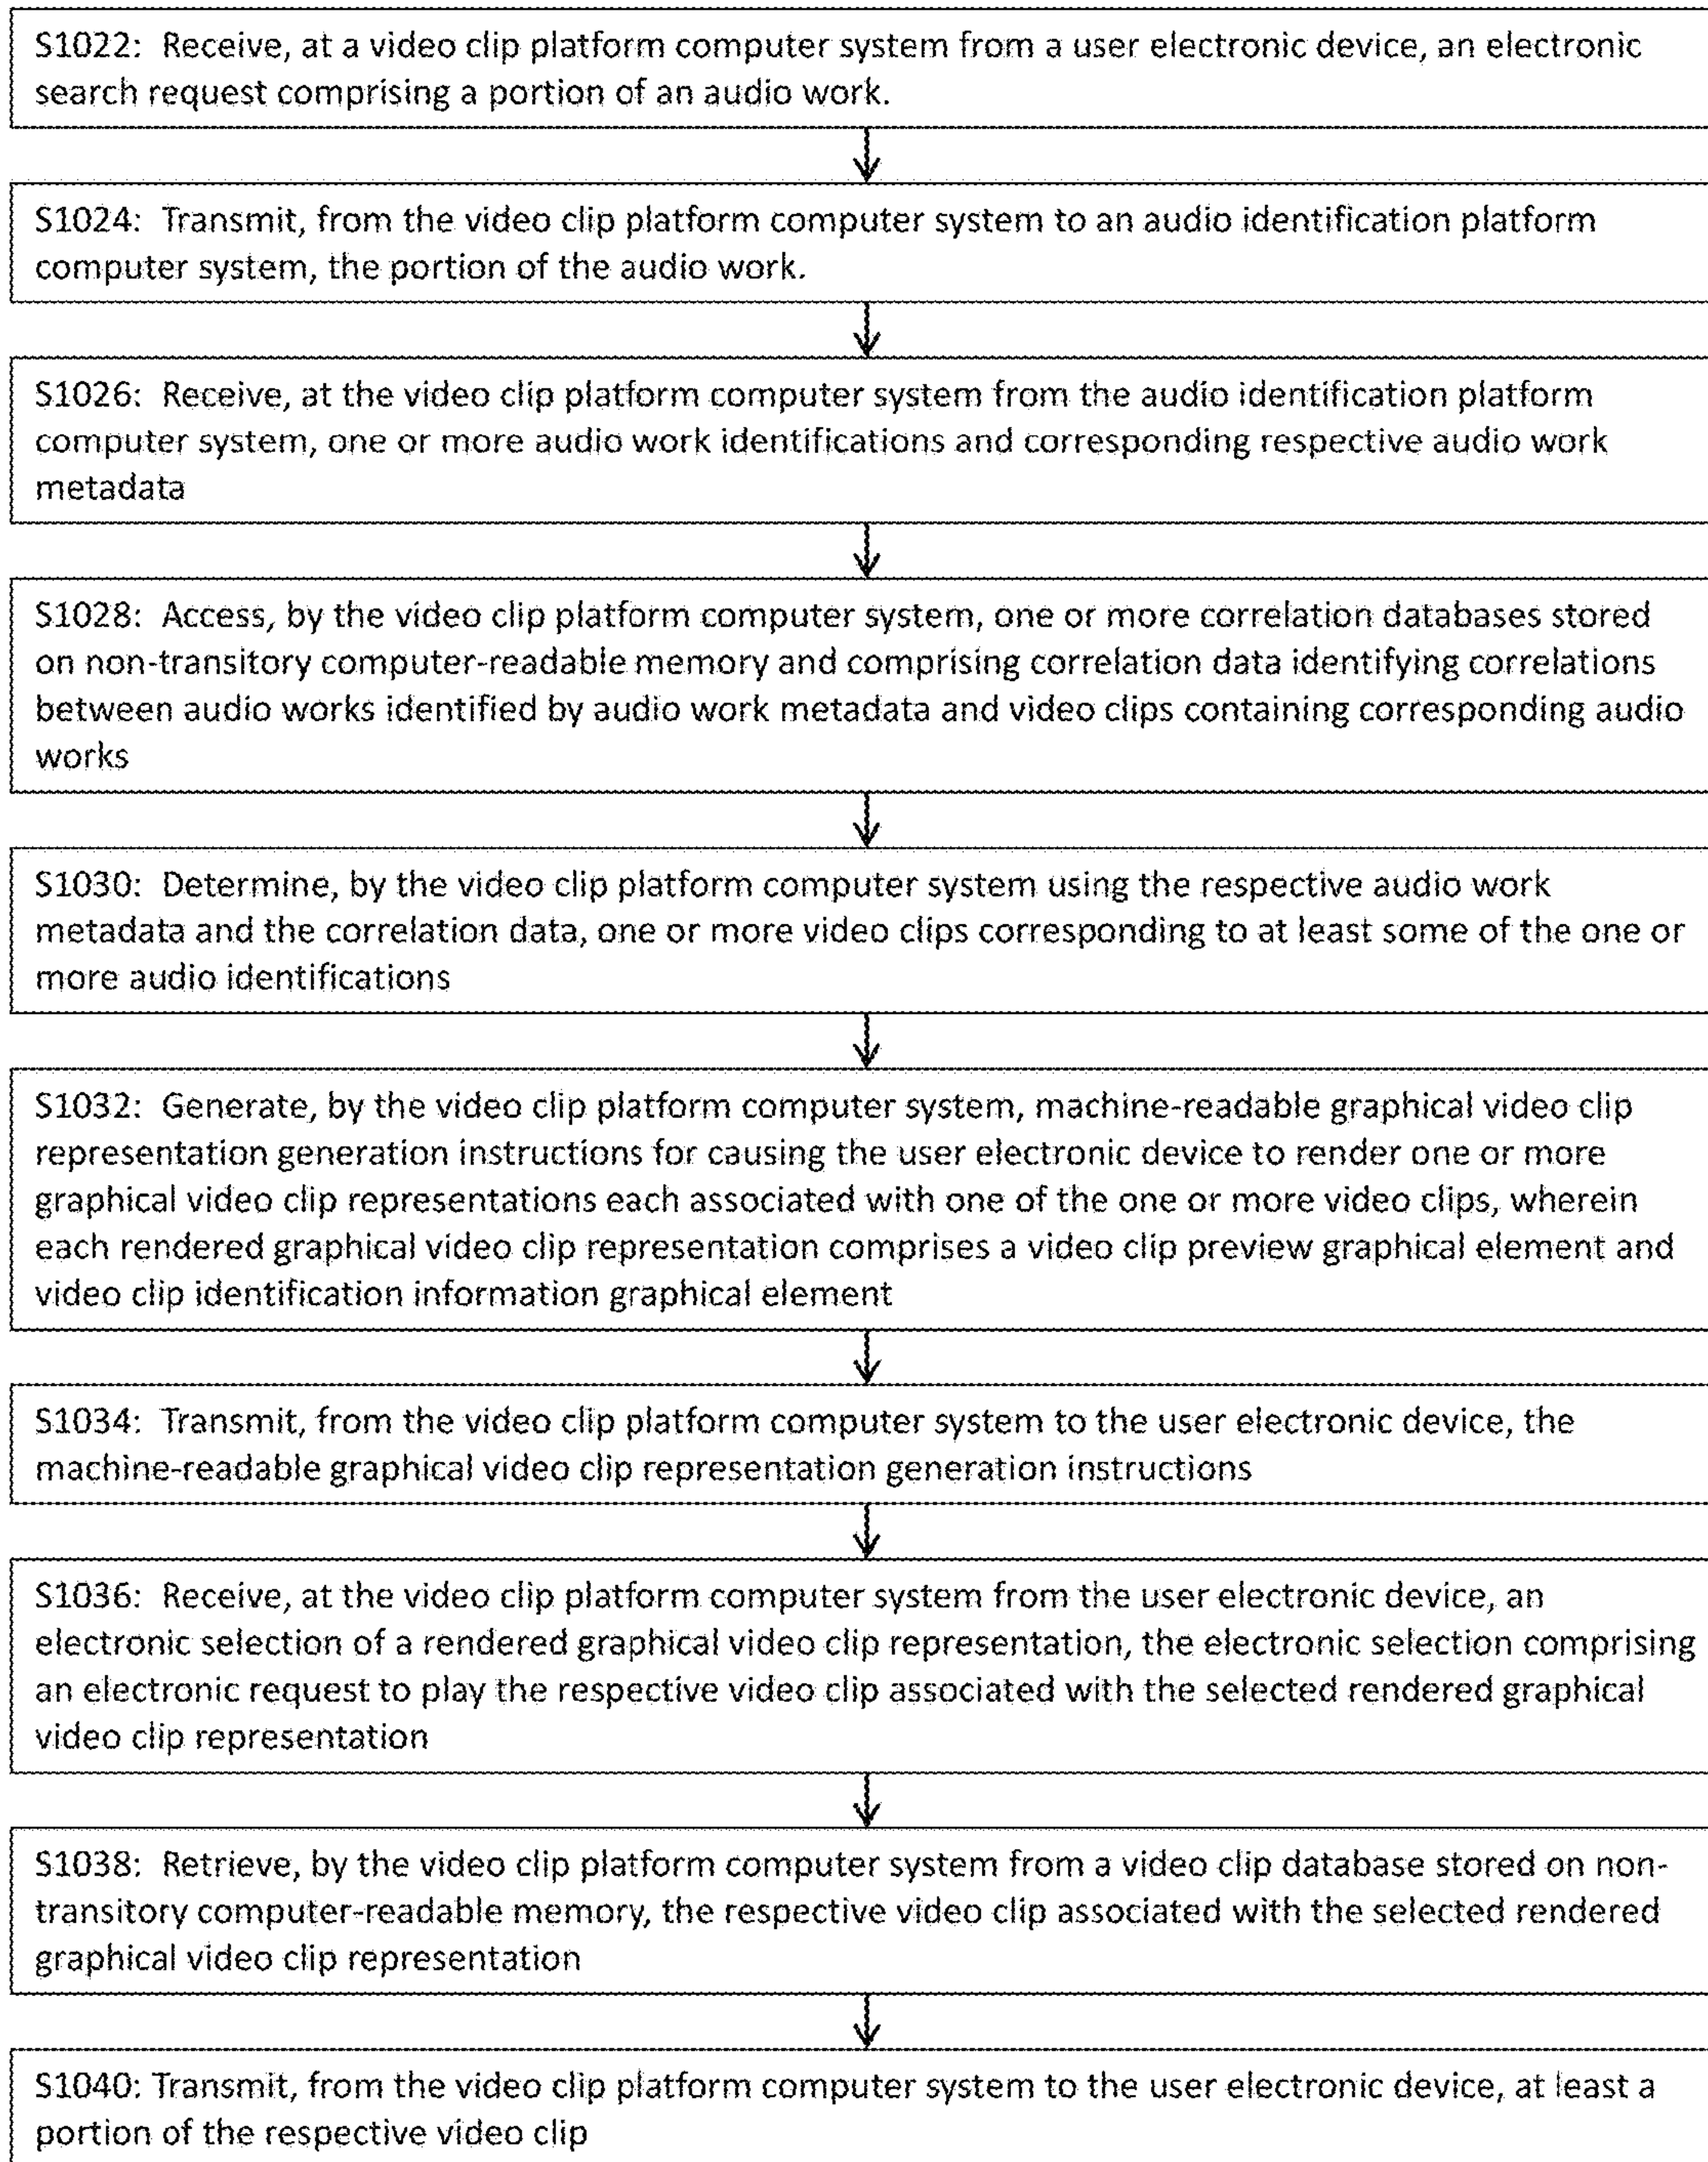 S1022: Receive, at a video clip platform computer system from a user electronic device, an electronic
search request comprising a portion of an audio work.
S1024: Transmit, from the video clip platform computer system to an audio identification platform
computer system, the portion of the audio work.
S1026: Receive, at the video clip platform computer system from the audio identification platform
computer system, one or more audio work identifications and corresponding respective audio work
metadata
S1028: Access, by the video clip platform computer system, one or more correlation databases stored
on non-transitory computer-readable memory and comprising correlation data identifying correlations
between audio works identified by audio work metadata and video clips containing corresponding audio
works
S1030: Determine, by the video clip platform computer system using the respective audio work
metadata and the correlation data, one or more video clips corresponding to at least some of the one or
more audio identifications
S1032: Generate, by the video clip platform computer system, machine-readable graphical video clip
representation generation instructions for causing the user electronic device to render one or more
graphical video clip representations each associated with one of the one or more video clips, wherein
each rendered graphical video clip representation comprises a video clip preview graphical element and
video clip identification information graphical element
S1034: Transmit, from the video clip platform computer system to the user electronic device, the
machine-readable graphical video clip representation generation instructions
S1036: Receive, at the video clip platform computer system from the user electronic device, an
electronic selection of a rendered graphical video clip representation, the electronic selection comprising
an electronic request to play the respective video clip associated with the selected rendered graphical
video clip representation
S1038: Retrieve, by the video clip platform computer system from a video clip database stored on non-
transitory computer-readable memory, the respective video clip associated with the selected rendered
graphical video clip representation
S1040: Transmit, from the video clip platform computer system to the user electronic device, at least a
portion of the respective video clip